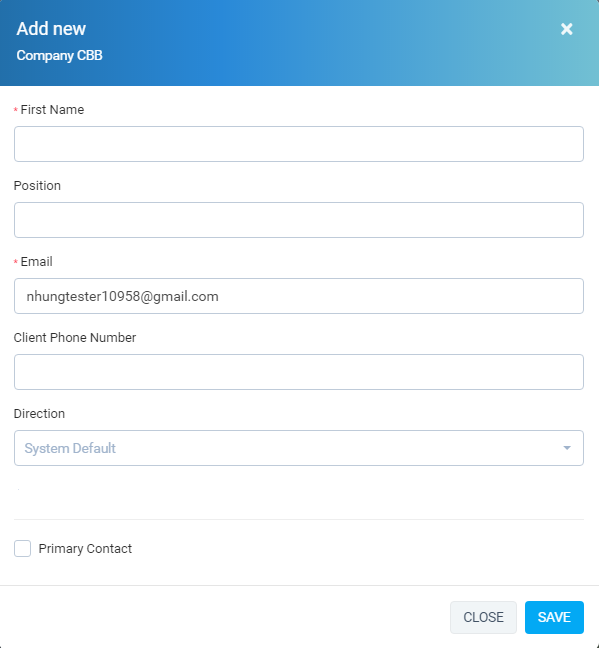 Add new
×
Company CBB
* First Name
Position
* Email
nhungtester10958@gmail.com
Client Phone Number
Direction
System Default
Primary Contact
CLOSE
SAVE